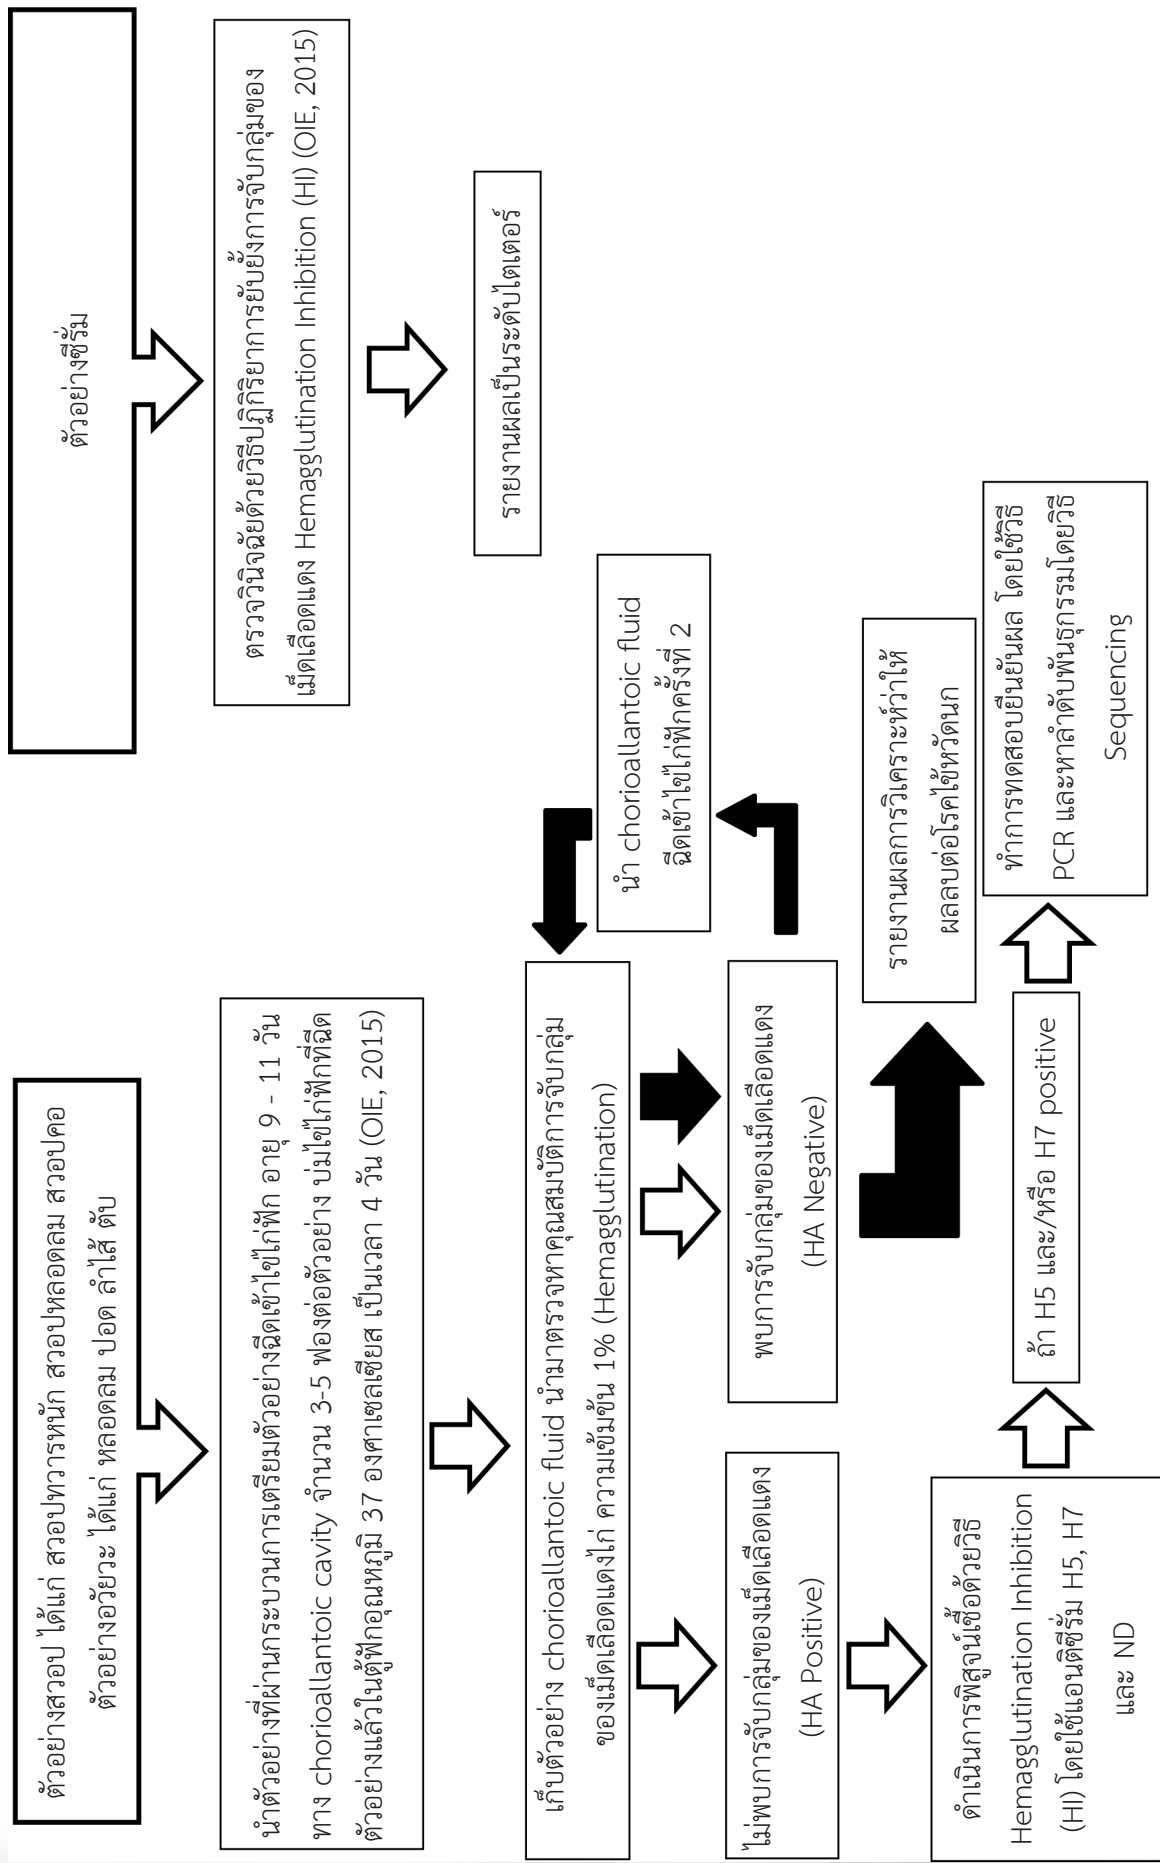 ตัวอย่างสวอป ได้แก่ สวอปทวารหนัก สวอปหลอดลม สวอปคอ
ตัวอย่างอวัยวะ ได้แก่ หลอดลม ปอด ลำไส้ ตับ
นำตัวอย่างที่ผ่านกระบวนการเตรียมตัวอย่างฉีดเข้าไข่ไก่ฟัก อายุ 9 - 11 วัน
ทาง chorioallantoic cavity จำนวน 3-5 ฟองต่อตัวอย่าง บ่มไข่ไก่ฟักที่ฉีด
ตัวอย่างแล้วในตู้ฟักอุณหภูมิ 37 องศาเซลเซียส เป็นเวลา 4 วัน (OIE, 2015)
เก็บตัวอย่าง chorioallantoic fluid นำมาตรวจหาคุณสมบัติการจับกลุ่ม
ของเม็ดเลือดแดงไก่ ความเข้มข้น 1% (Hemagglutination)
ไม่พบการจับกลุ่มของเม็ดเลือดแดง
(HA Positive)
พบการจับกลุ่มของเม็ดเลือดแดง
(HA Negative)
นำ chorioallantoic fluid
ฉีดเข้าไข่ไก่ฟักครั้งที่ 2
รายงานผลการวิเคราะห์ว่าให้
ผลลบต่อโรคไข้หวัดนก
ดำเนินการพิสูจน์เชื้อด้วยวิธี
Hemagglutination Inhibition
(HI) โดยใช้แอนติซีรั่ม H5, H7
และ ND
ถ้า H5 และ/หรือ H7 positive
ทำการทดสอบยืนยันผล โดยใช้วิธี
PCR และหาลำดับพันธุกรรมโดยวิธี
Sequencing
ตัวอย่างซีรั่ม
ตรวจวินิจฉัยด้วยวิธีปฏิกิริยาการยับยั้งการจับกลุ่มของ
เม็ดเลือดแดง Hemagglutination Inhibition (HI) (OIE, 2015)
รายงานผลเป็นระดับไตเตอร์